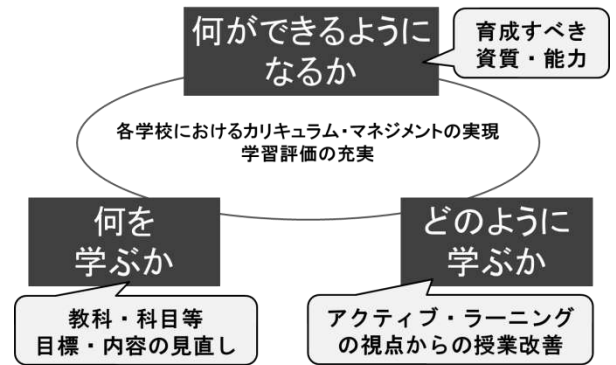 何ができるように
なるか
育成すべき
資質・能力
各学校におけるカリキュラム・マネジメントの実現
学習評価の充実
何を
学ぶか
どのように
学ぶか
教科・科目等
目標・内容の見直し
アクティブ・ラーニング
の視点からの授業改善